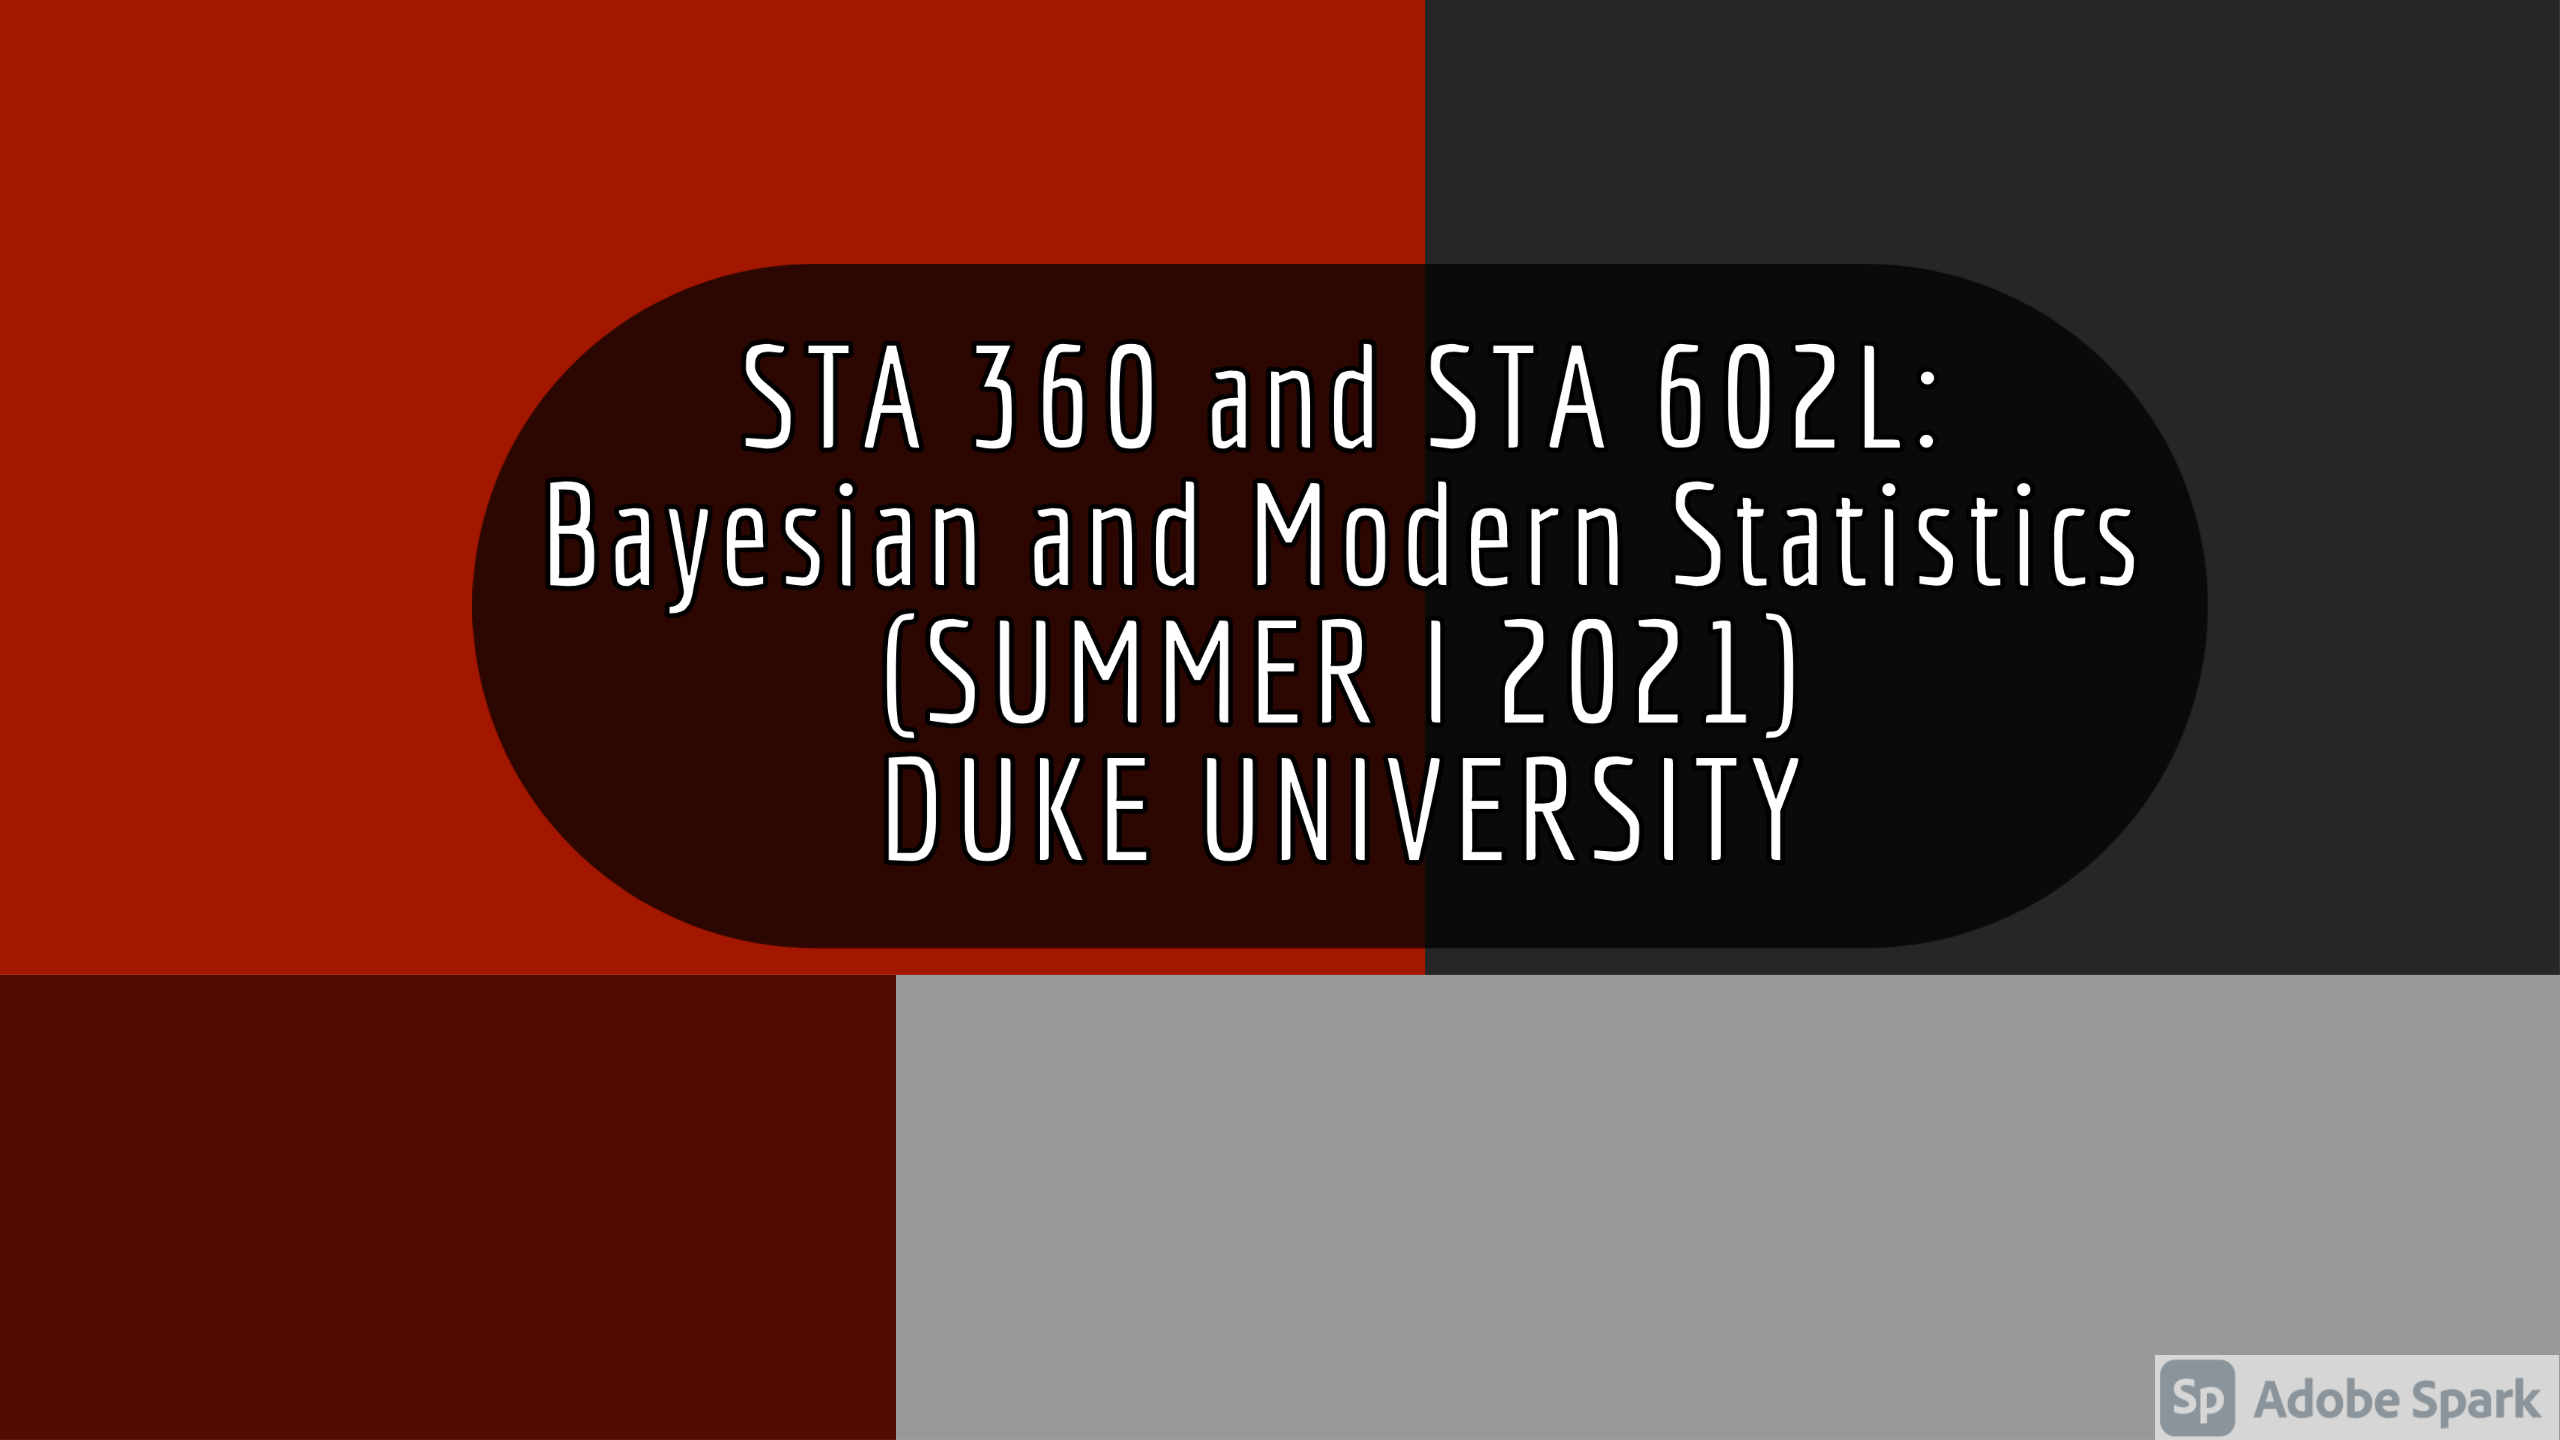 STA 360 and STA 602L:
Bayesian and Modern Statistics
(SUMMER I 2021)
DUKE UNIVERSITY
Sp Adobe Spark